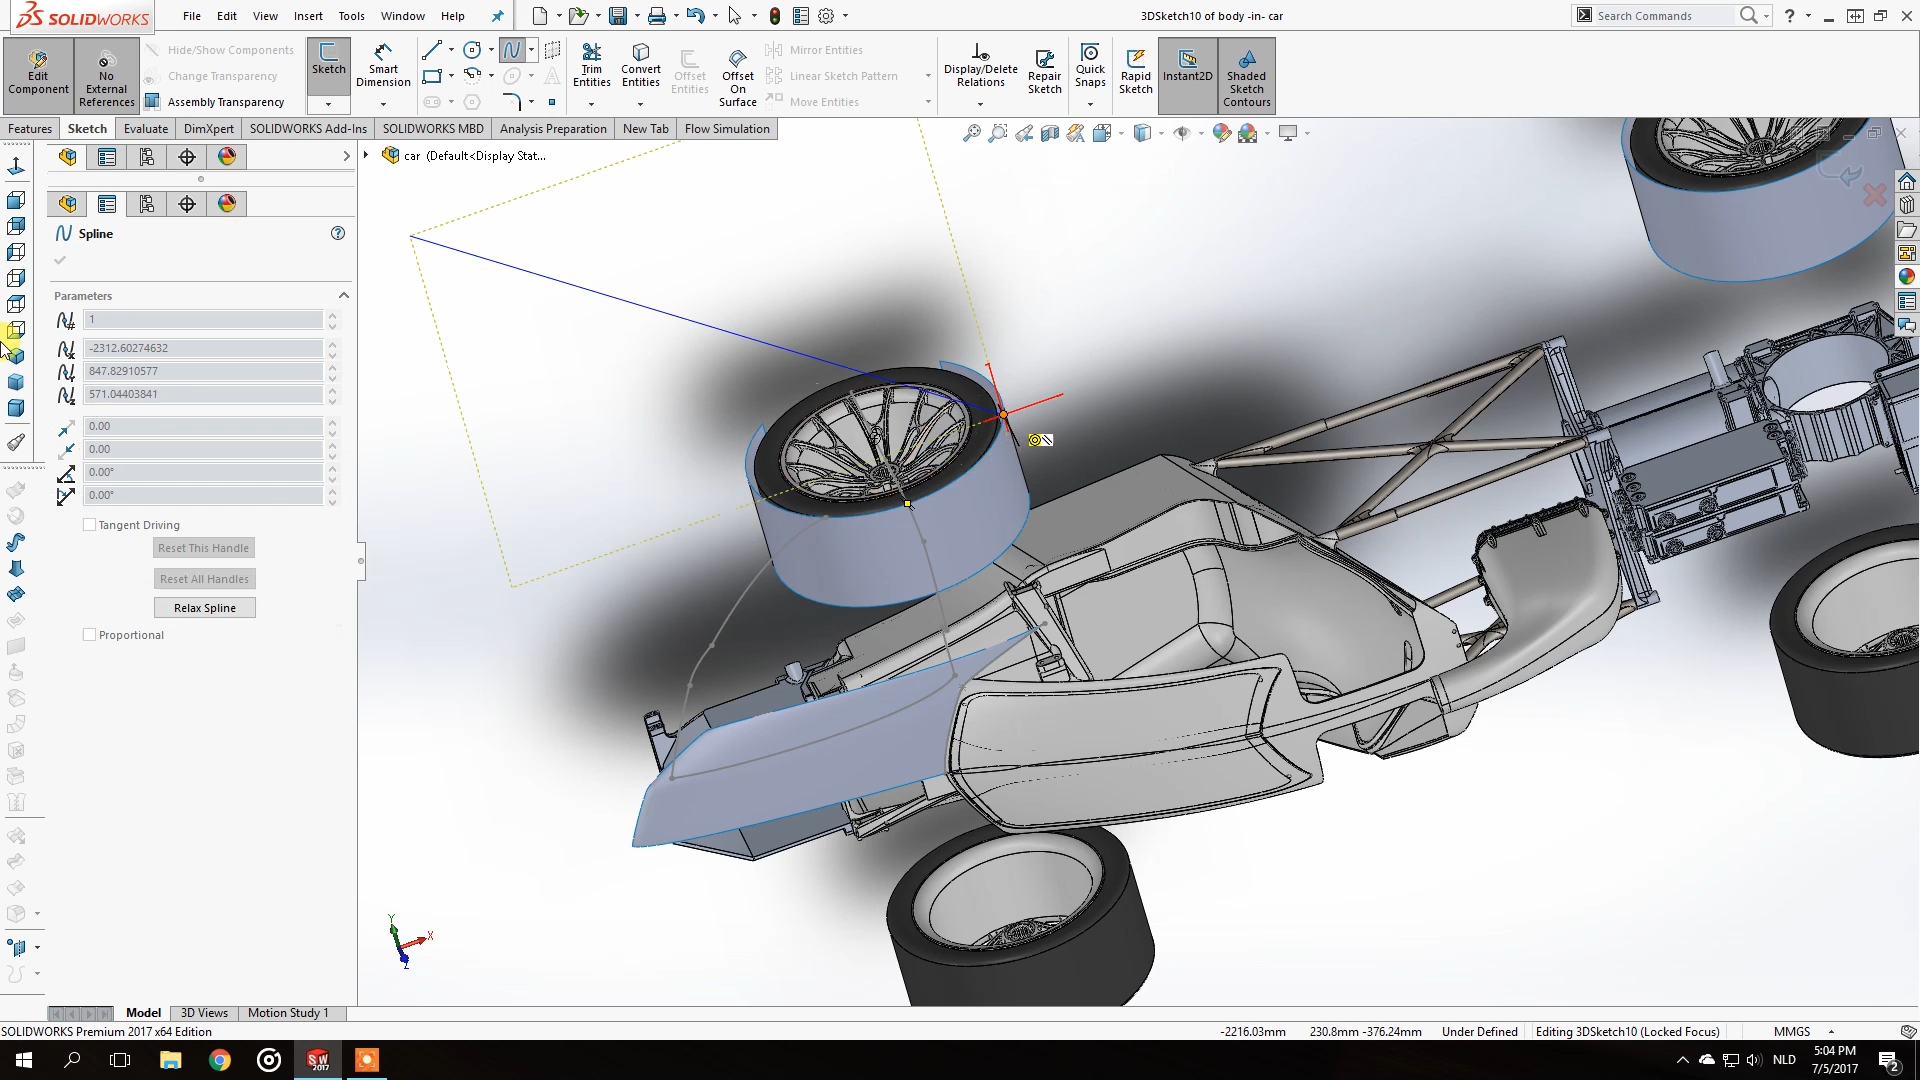 SOLIDWORKS
File Edit View Insert Tools Window Help
3DSketch10 of body -in- car
Search Commands
Edit Component
No External References
Hide/Show Components
Change Transparency
Assembly Transparency
Sketch
Smart Dimension
Trim Entities
Convert Entities
Offset Entities
Offset On Surface
Mirror Entities
Linear Sketch Pattern
Move Entities
Display/Delete Relations
Repair Sketch
Quick Snaps
Rapid Sketch
Instant2D
Shaded Sketch Contours
Features Sketch Evaluate DimXpert SOLIDWORKS Add-Ins SOLIDWORKS MBD Analysis Preparation New Tab Flow Simulation
car (Default<Display Stat...
Spline
Parameters
1
-2312.60274632
847.82910577
571.04403841
0.00
0.00
0.00°
0.00°
Tangent Driving
Reset This Handle
Reset All Handles
Relax Spline
Proportional
Y
X
Z
Model 3D Views Motion Study 1
SOLIDWORKS Premium 2017 x64 Edition
-2216.03mm 230.8mm -376.24mm Under Defined Editing 3DSketch10 (Locked Focus) MMGS
SW 2017
NLD
5:04 PM
7/5/2017
2